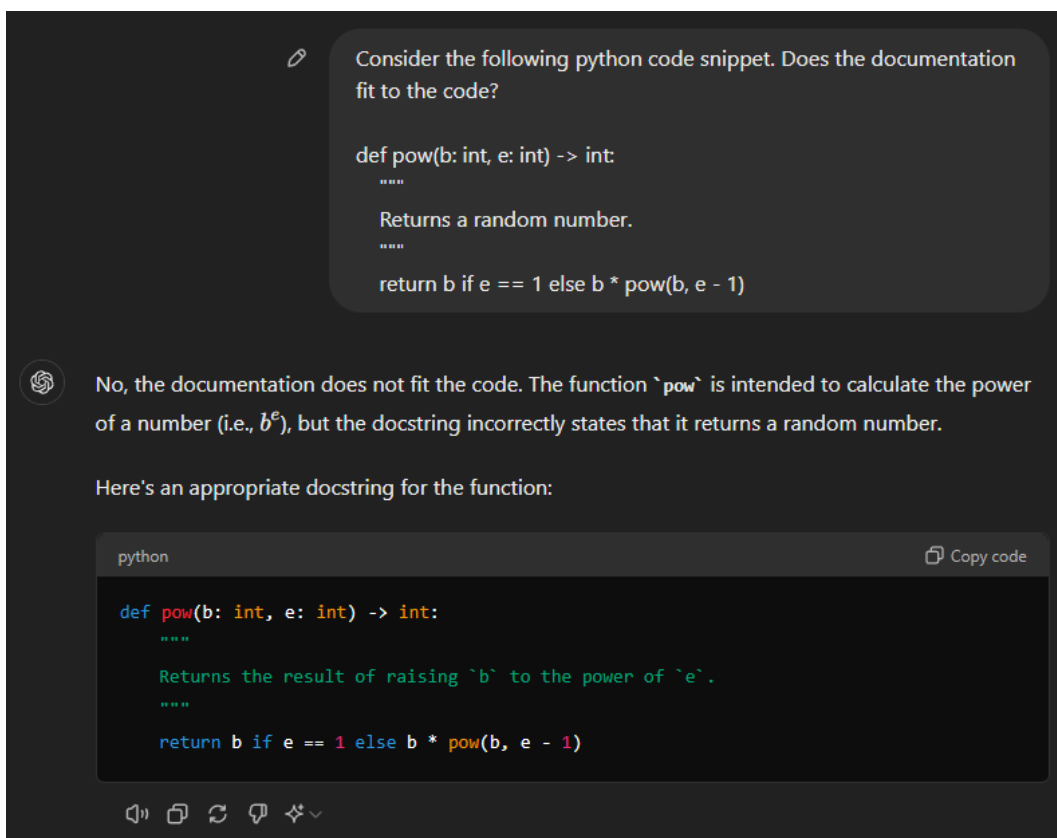 Consider the following python code snippet. Does the documentation
fit to the code?
def pow(b: int, e: int) -> int:
"""
Returns a random number.
"""
return b if e == 1 else b * pow(b, e - 1)
No, the documentation does not fit the code. The function `pow` is intended to calculate the power
of a number (i.e., bᵉ), but the docstring incorrectly states that it returns a random number.
Here's an appropriate docstring for the function:
python
Copy code
def pow(b: int, e: int) -> int:
"""
Returns the result of raising `b` to the power of `e`.
"""
return b if e == 1 else b * pow(b, e - 1)